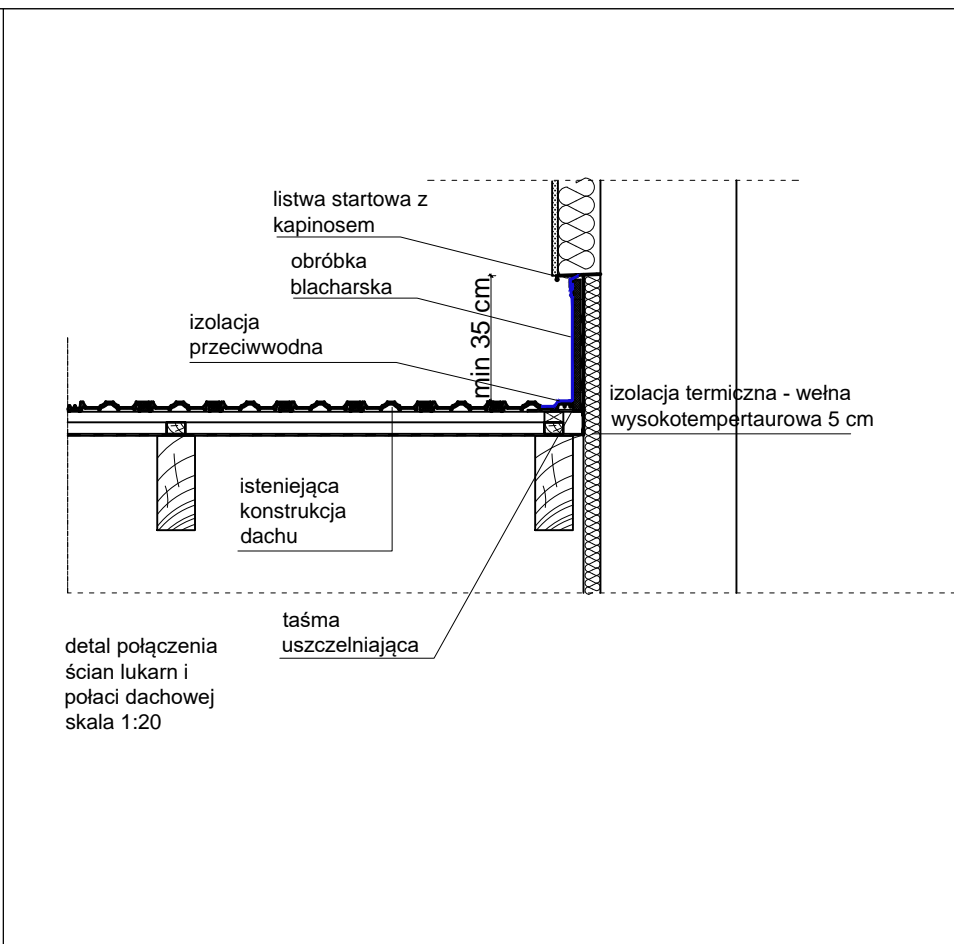 listwa startowa z
kapinosem
obróbka
blacharska
izolacja
przeciwwodna
min 35 cm
izolacja termiczna - wełna
wysokotempertaurowa 5 cm
isteniejąca
konstrukcja
dachu
taśma
uszczelniająca
detal połączenia
ścian lukarn i
połaci dachowej
skala 1:20